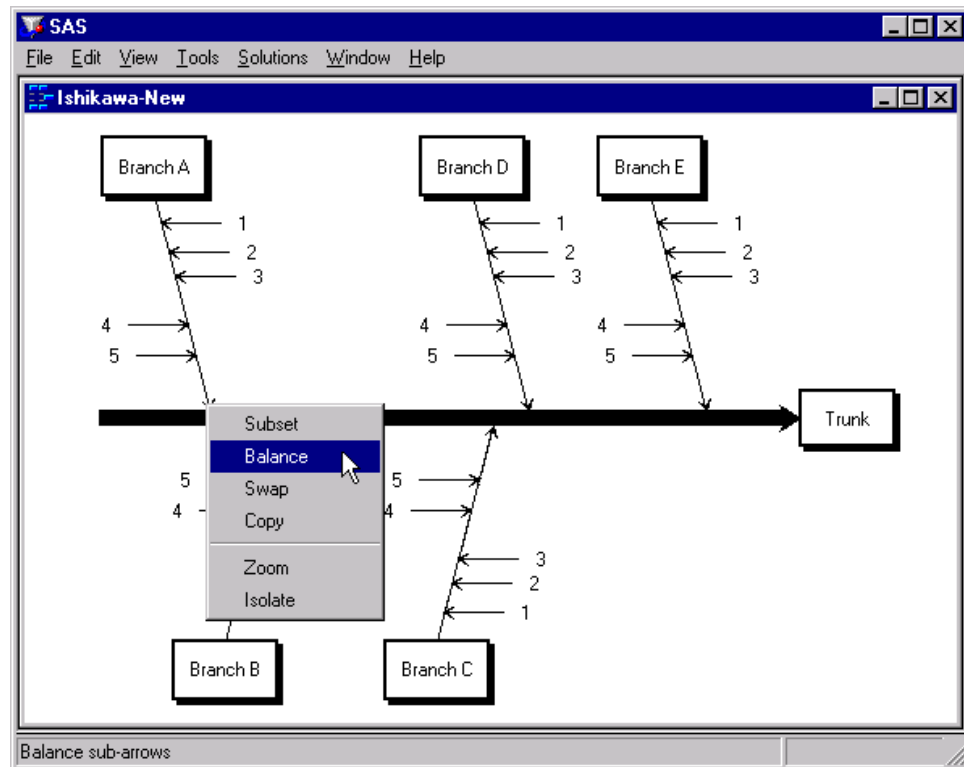 SAS
File Edit View Tools Solutions Window Help
Ishikawa-New
Branch A Branch D Branch E
1 1 1
2 2 2
3 3 3
4 4 4
5 5 5
Trunk
Subset
Balance
Swap
Copy
Zoom
Isolate
5 5
4 4
3
2
1
Branch B Branch C
Balance sub-arrows